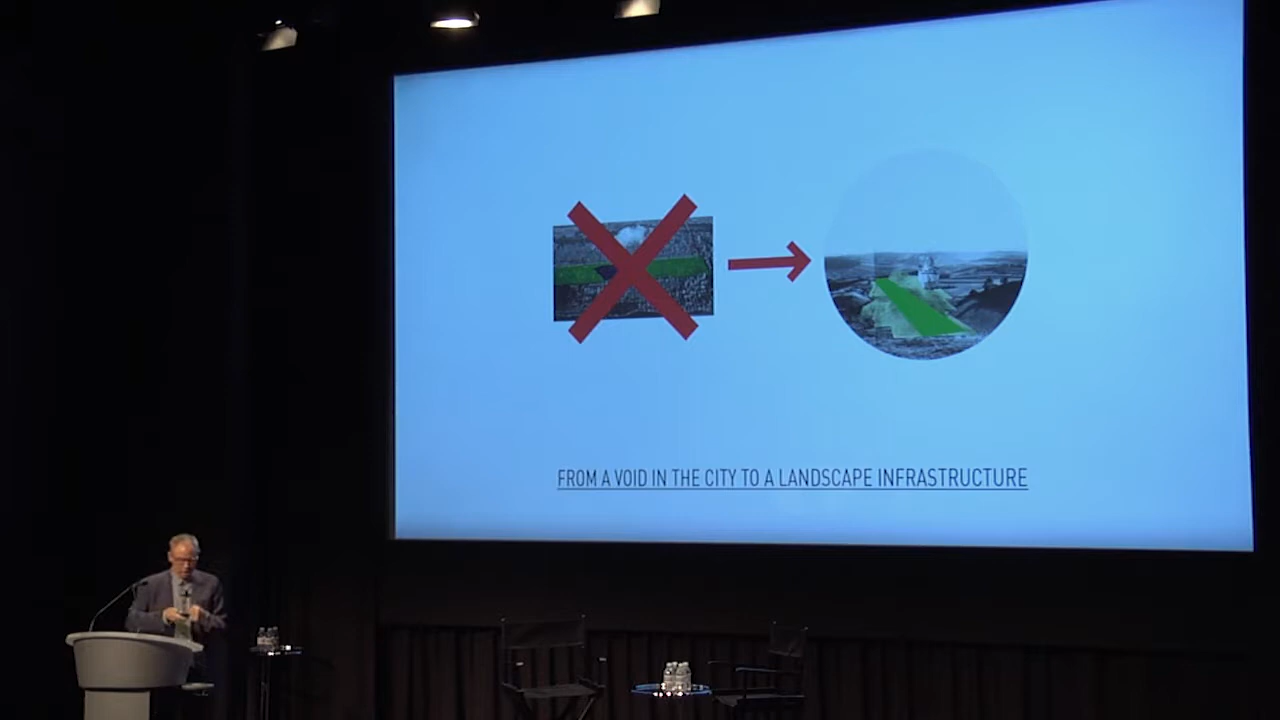 FROM A VOID IN THE CITY TO A LANDSCAPE INFRASTRUCTURE